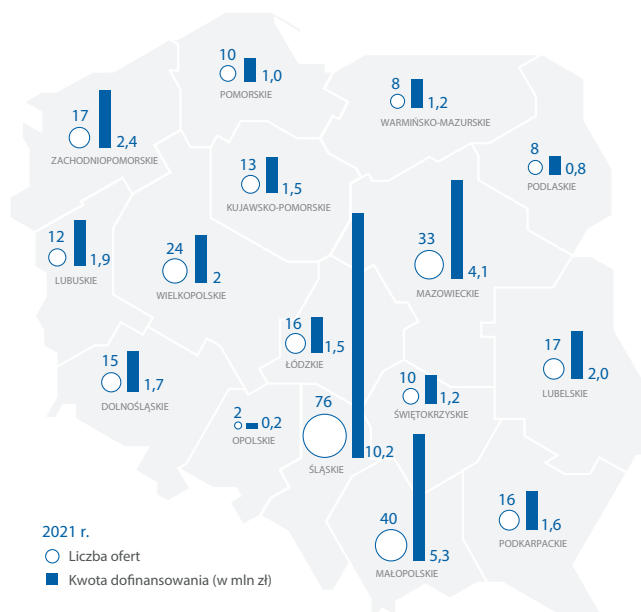 10
1,0
POMORSKIE
8
1,2
WARMIŃSKO-MAZURSKIE
17
2,4
ZACHODNIOPOMORSKIE
8
0,8
PODLASKIE
13
1,5
KUJAWSKO-POMORSKIE
33
4,1
MAZOWIECKIE
12
1,9
LUBUSKIE
24
2
WIELKOPOLSKIE
16
1,5
ŁÓDZKIE
17
2,0
LUBELSKIE
15
1,7
DOLNOŚLĄSKIE
10
1,2
ŚWIĘTOKRZYSKIE
2
0,2
OPOLSKIE
76
10,2
ŚLĄSKIE
16
1,6
PODKARPACKIE
40
5,3
MAŁOPOLSKIE
2021 r.
Liczba ofert
Kwota dofinansowania (w mln zł)